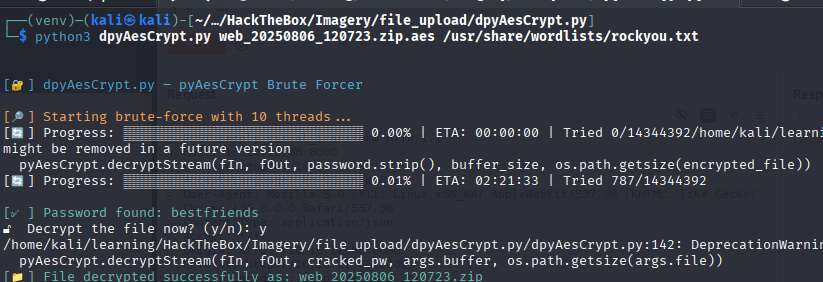 ┌──(venv)─(kali㉿kali)-[~/…/HackTheBox/Imagery/file_upload/dpyAesCrypt.py]
└─$ python3 dpyAesCrypt.py web_20250806_120723.zip.aes /usr/share/wordlists/rockyou.txt
[🔐] dpyAesCrypt.py – pyAesCrypt Brute Forcer
Request
Resp
[🔎] Starting brute-force with 10 threads...
[🔄] Progress: ░░░░░░░░░░░░░░░░░░░░░░░░░░░░░░░░░░░░░░░░ 0.00% | ETA: 00:00:00 | Tried 0/14344392/home/kali/learni
might be removed in a future version
pyAesCrypt.decryptStream(fIn, fOut, password.strip(), buffer_size, os.path.getsize(encrypted_file))
[🔄] Progress: ░░░░░░░░░░░░░░░░░░░░░░░░░░░░░░░░░░░░░░░░ 0.01% | ETA: 02:21:33 | Tried 787/14344392
[✅] Password found: bestfriends
🔓 Decrypt the file now? (y/n): y
/home/kali/learning/HackTheBox/Imagery/file_upload/dpyAesCrypt.py/dpyAesCrypt.py:142: DeprecationWarnin
pyAesCrypt.decryptStream(fIn, fOut, cracked_pw, args.buffer, os.path.getsize(args.file))
[📁] File decrypted successfully as: web_20250806_120723.zip